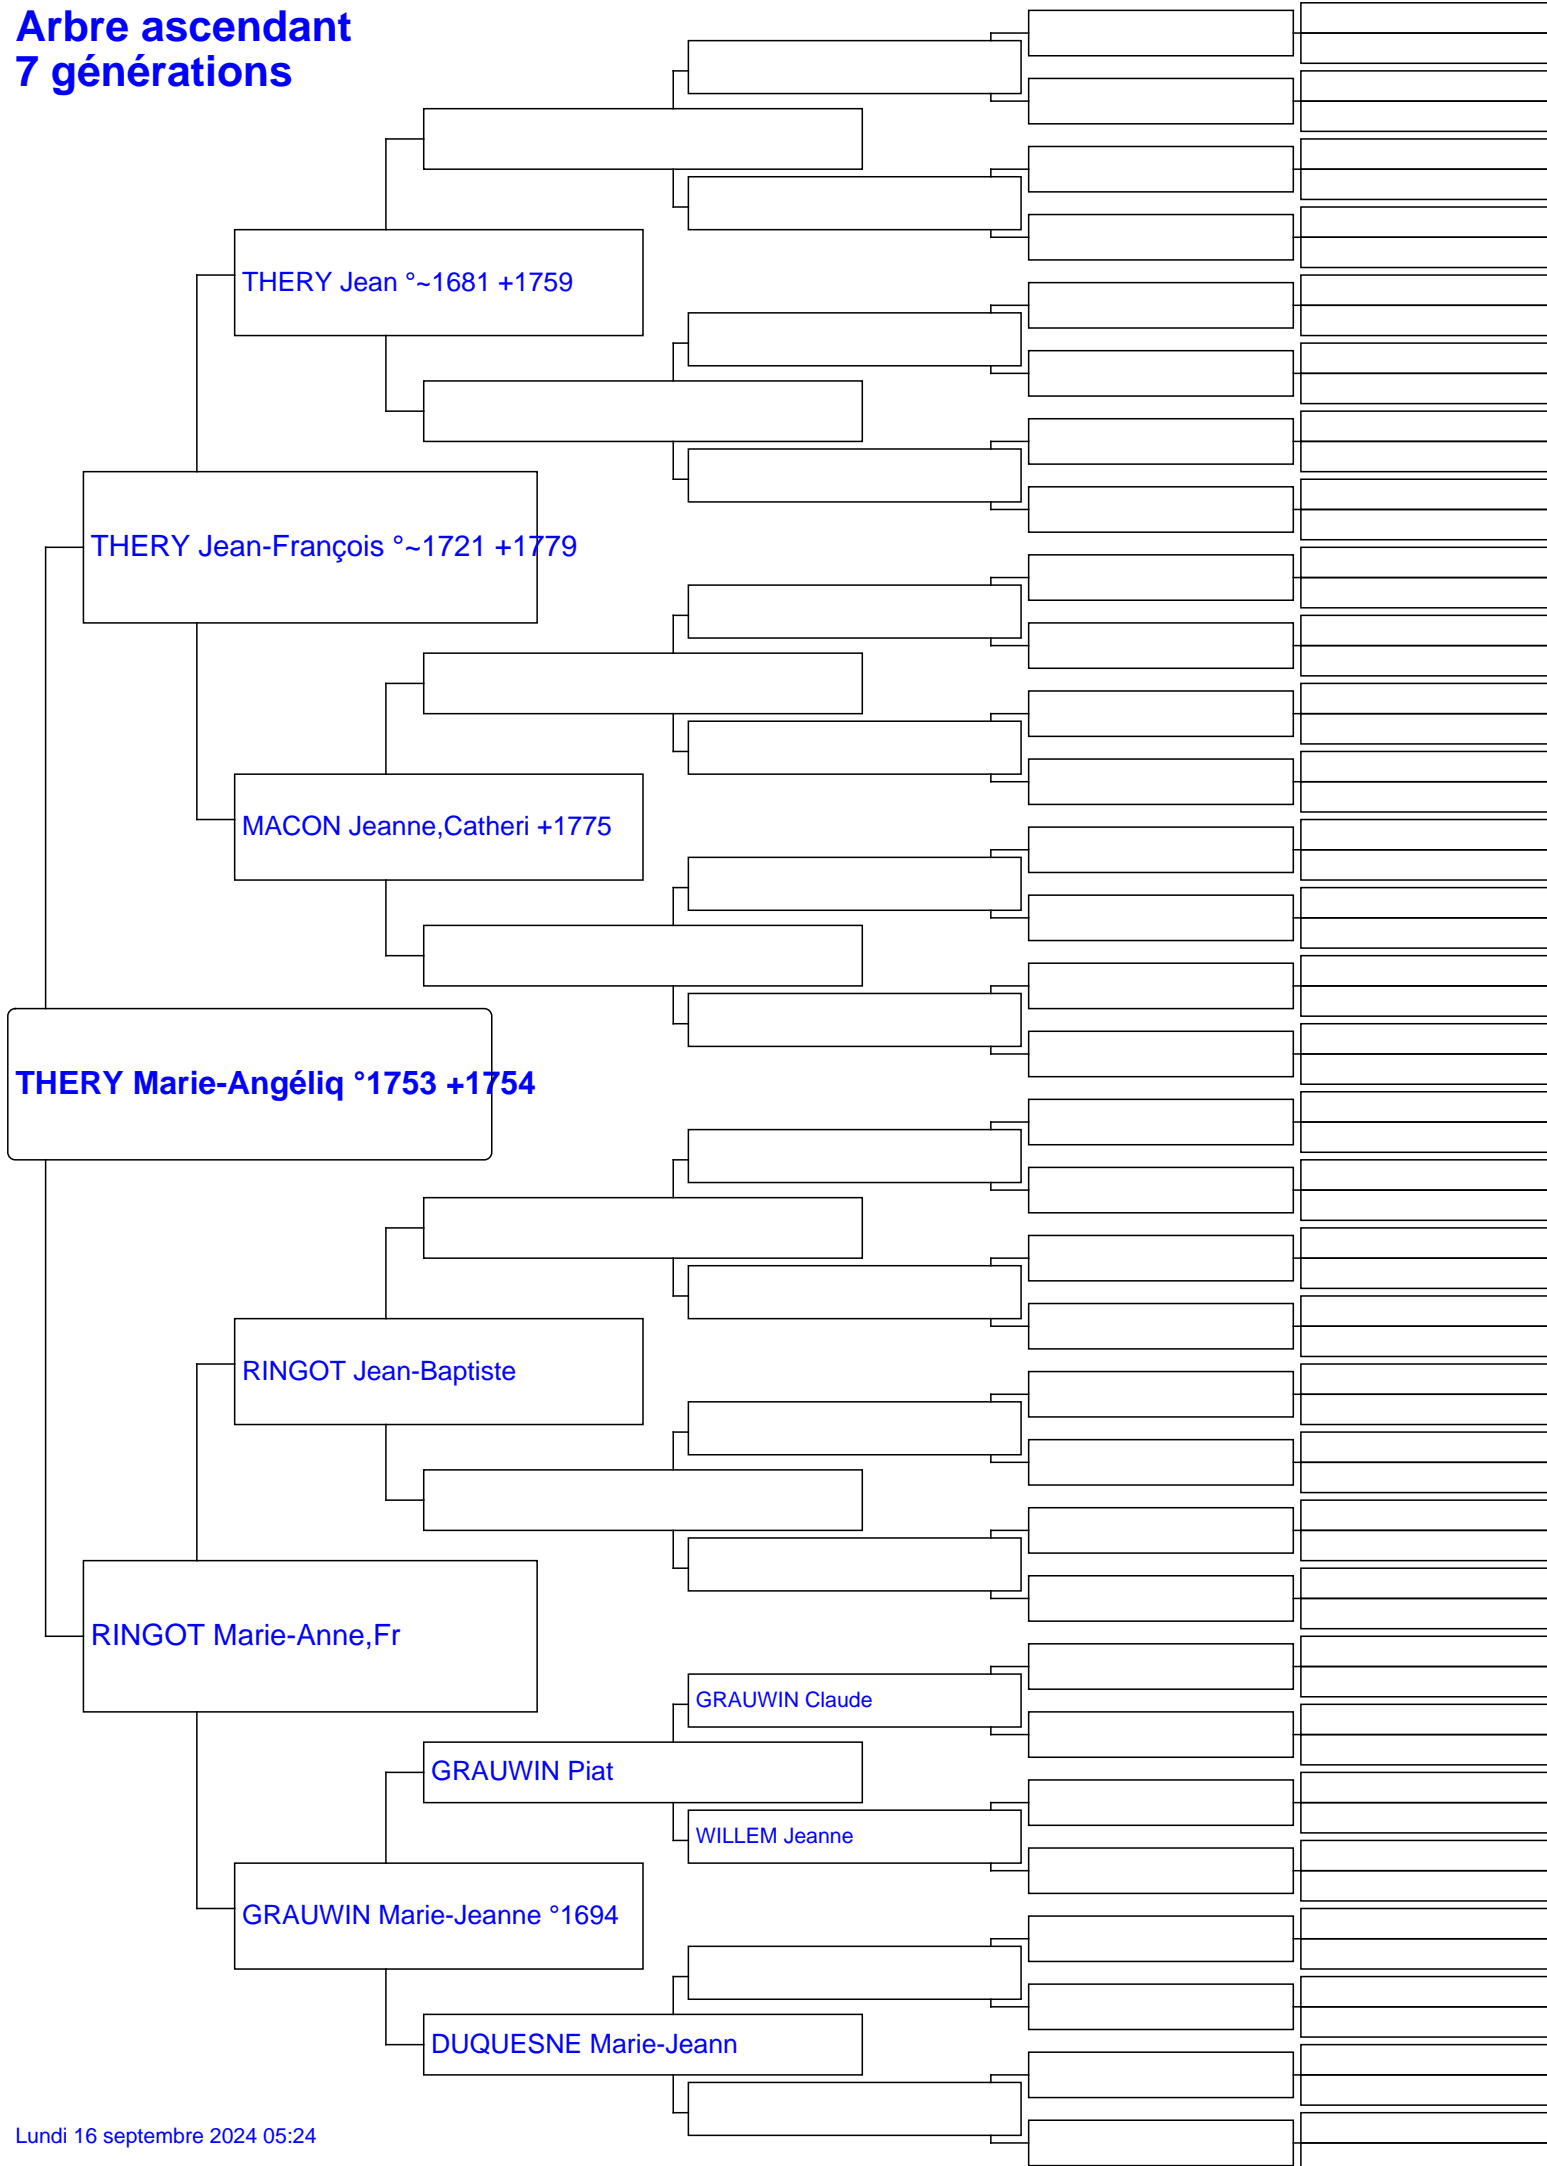 Arbre ascendant
7 générations
THERY Jean °~1681 +1759
THERY Jean-François °~1721 +1779
MACON Jeanne,Catheri +1775
THERY Marie-Angéliq °1753 +1754
RINGOT Jean-Baptiste
RINGOT Marie-Anne,Fr
GRAUWIN Claude
GRAUWIN Piat
WILLEM Jeanne
GRAUWIN Marie-Jeanne °1694
DUQUESNE Marie-Jeann
Lundi 16 septembre 2024 05:24